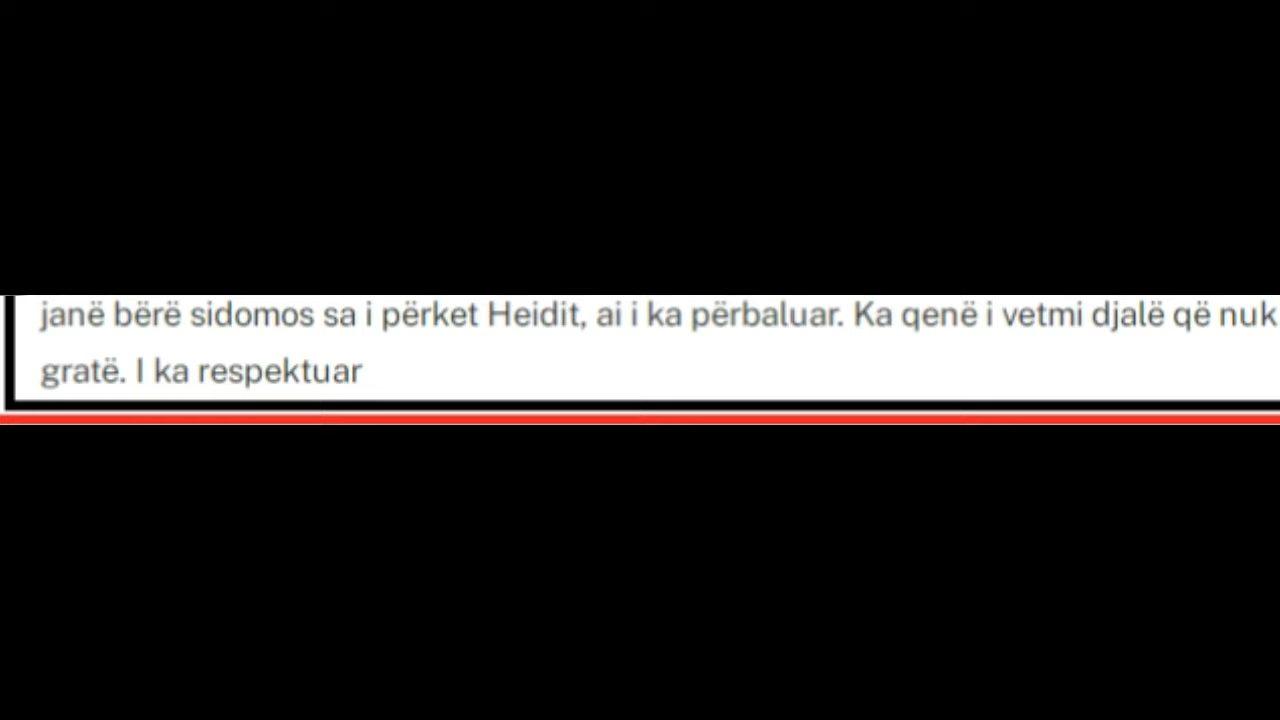 janë bërë sidomos sa i përket Heidit, ai i ka përbaluar. Ka qenë i vetmi djalë që nuk
gratë. I ka respektuar